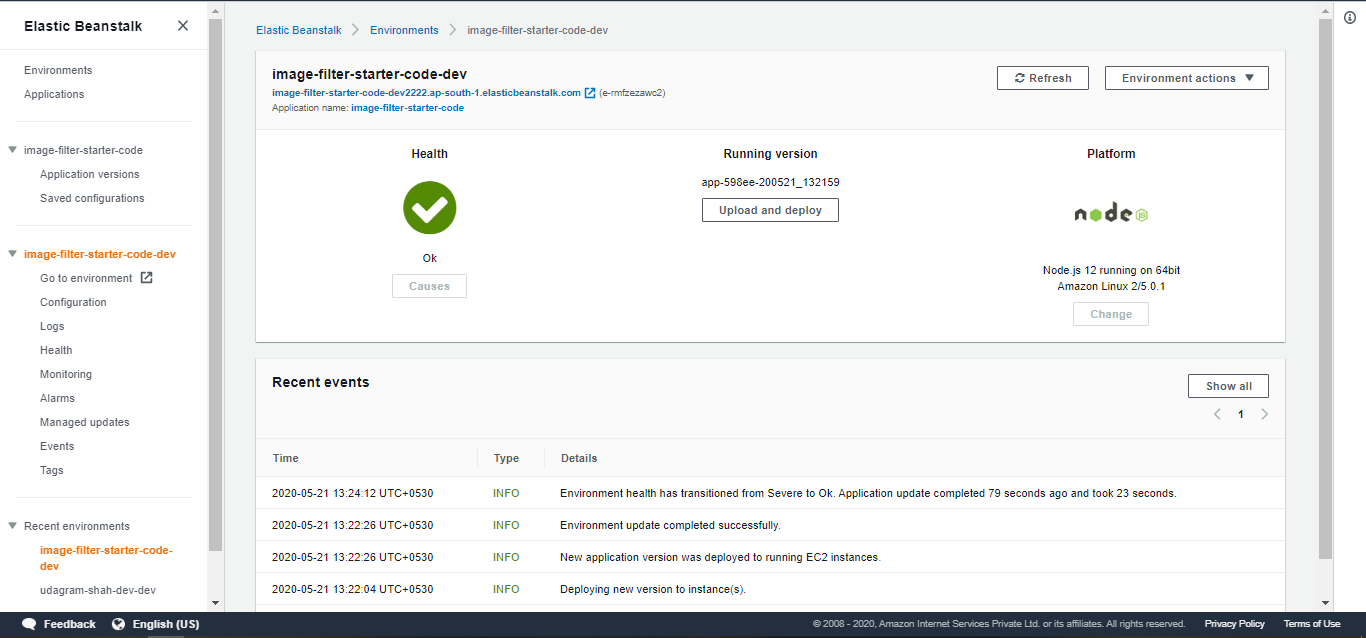 Elastic Beanstalk
Environments
Applications
image-filter-starter-code
Application versions
Saved configurations
image-filter-starter-code-dev
Go to environment
Configuration
Logs
Health
Monitoring
Alarms
Managed updates
Events
Tags
Recent environments
image-filter-starter-code-
dev
udagram-shah-dev-dev
Elastic Beanstalk Environments image-filter-starter-code-dev
image-filter-starter-code-dev
Refresh
Environment actions
image-filter-starter-code-dev2222.ap-south-1.elasticbeanstalk.com (e-rmfzezawc2)
Application name: image-filter-starter-code
Health
Ok
Causes
Running version
app-598ee-200521_132159
Upload and deploy
Platform
node JS
Node.js 12 running on 64bit
Amazon Linux 2/5.0.1
Change
Recent events
Show all
1
Time Type Details
2020-05-21 13:24:12 UTC+0530 INFO Environment health has transitioned from Severe to Ok. Application update completed 79 seconds ago and took 23 seconds.
2020-05-21 13:22:26 UTC+0530 INFO Environment update completed successfully.
2020-05-21 13:22:26 UTC+0530 INFO New application version was deployed to running EC2 instances.
2020-05-21 13:22:04 UTC+0530 INFO Deploying new version to instance(s).
Feedback English (US) © 2008 - 2020, Amazon Internet Services Private Ltd. or its affiliates. All rights reserved. Privacy Policy Terms of Use